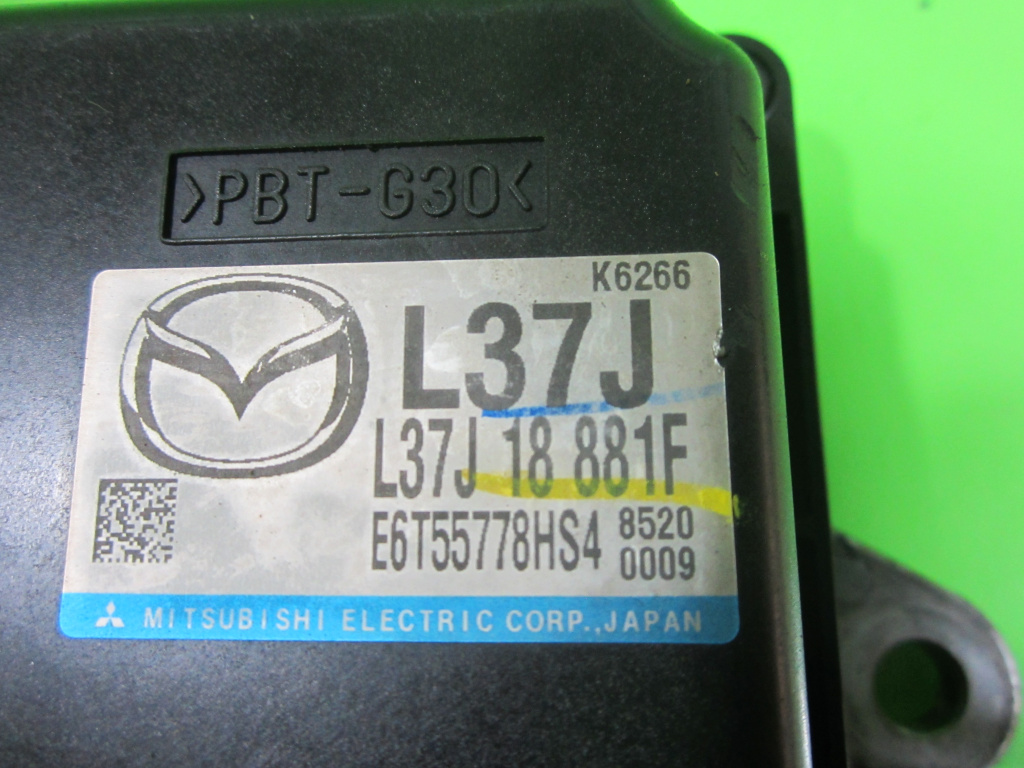 >PBT-G30<
K6266
L37J
L37J 18 881F
E6T55778HS4 8520
0009
MITSUBISHI ELECTRIC CORP.,JAPAN